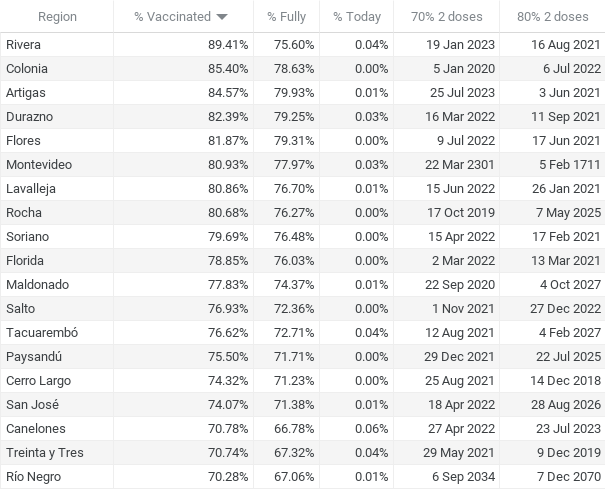 Region % Vaccinated % Fully % Today 70% 2 doses 80% 2 doses
Rivera 89.41% 75.60% 0.04% 19 Jan 2023 16 Aug 2021
Colonia 85.40% 78.63% 0.00% 5 Jan 2020 6 Jul 2022
Artigas 84.57% 79.93% 0.01% 25 Jul 2023 3 Jun 2021
Durazno 82.39% 79.25% 0.03% 16 Mar 2022 11 Sep 2021
Flores 81.87% 79.31% 0.00% 9 Jul 2022 17 Jun 2021
Montevideo 80.93% 77.97% 0.03% 22 Mar 2301 5 Feb 1711
Lavalleja 80.86% 76.70% 0.01% 15 Jun 2022 26 Jan 2021
Rocha 80.68% 76.27% 0.00% 17 Oct 2019 7 May 2025
Soriano 79.69% 76.48% 0.00% 15 Apr 2022 17 Feb 2021
Florida 78.85% 76.03% 0.00% 2 Mar 2022 13 Mar 2021
Maldonado 77.83% 74.37% 0.01% 22 Sep 2020 4 Oct 2027
Salto 76.93% 72.36% 0.00% 1 Nov 2021 27 Dec 2022
Tacuarembó 76.62% 72.71% 0.04% 12 Aug 2021 4 Feb 2027
Paysandú 75.50% 71.71% 0.00% 29 Dec 2021 22 Jul 2025
Cerro Largo 74.32% 71.23% 0.00% 25 Aug 2021 14 Dec 2018
San José 74.07% 71.38% 0.01% 18 Apr 2022 28 Aug 2026
Canelones 70.78% 66.78% 0.06% 27 Apr 2022 23 Jul 2023
Treinta y Tres 70.74% 67.32% 0.04% 29 May 2021 9 Dec 2019
Río Negro 70.28% 67.06% 0.01% 6 Sep 2034 7 Dec 2070